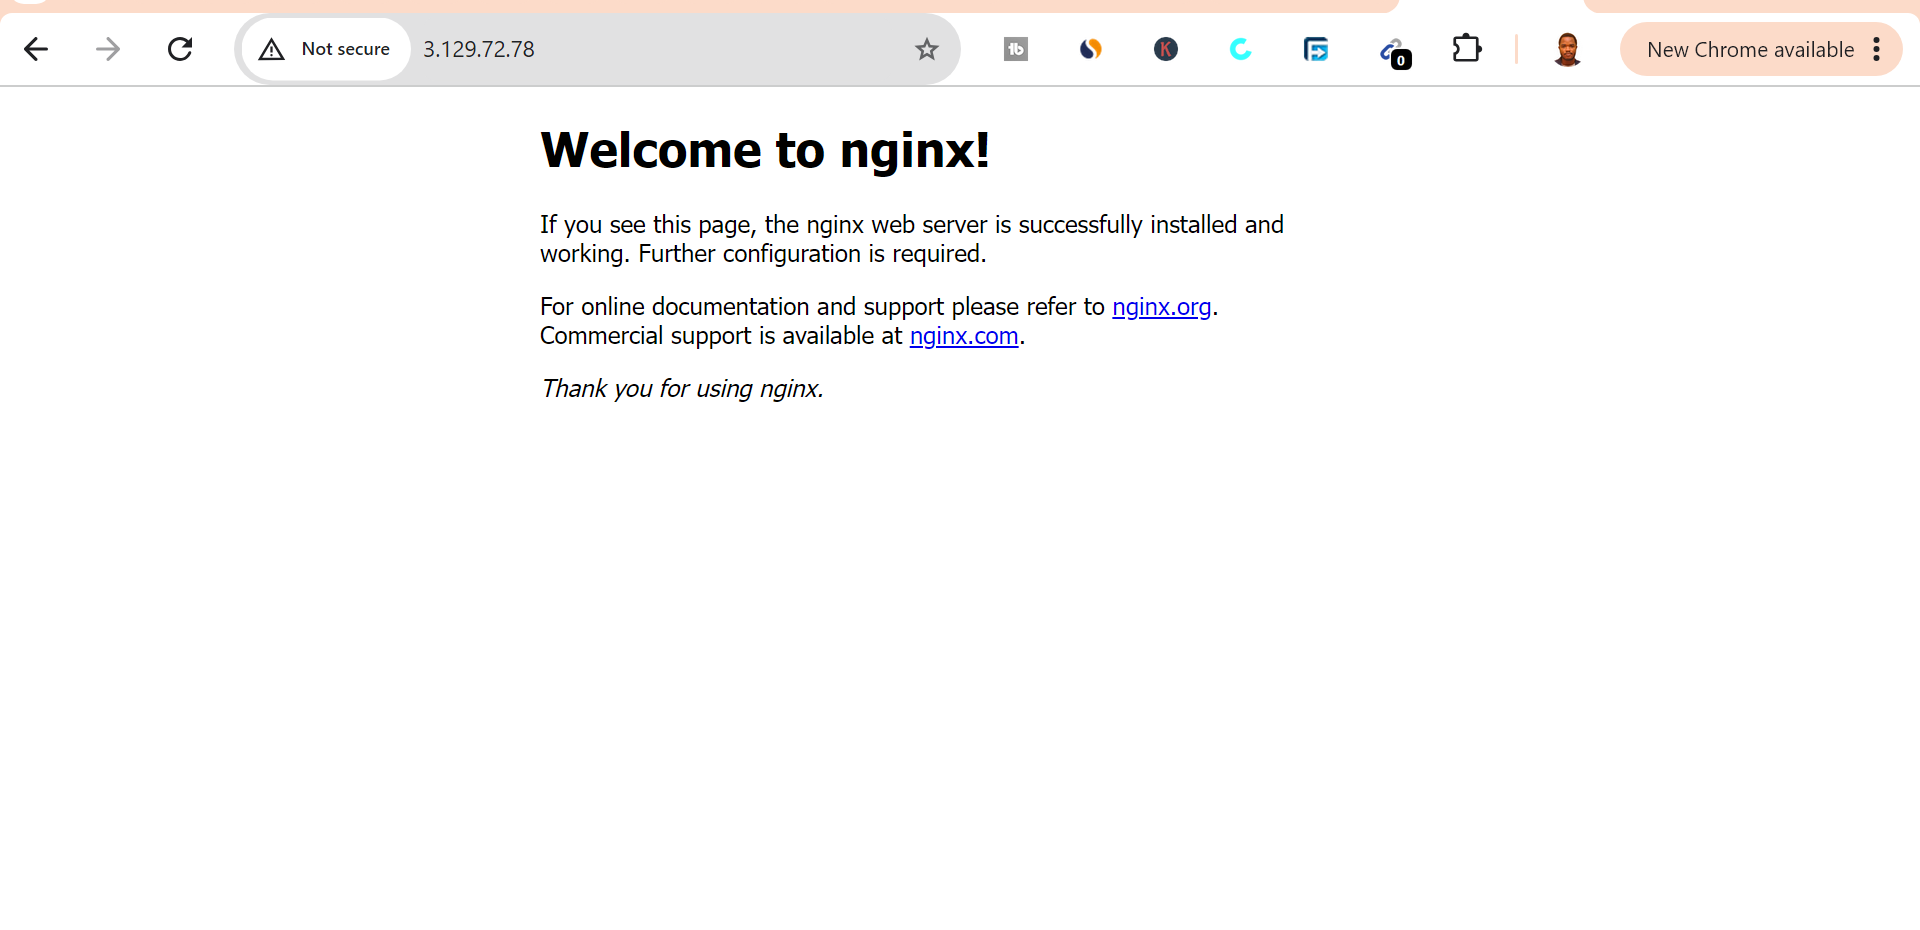 Not secure
3.129.72.78
tb
K
0
New Chrome available
Welcome to nginx!
If you see this page, the nginx web server is successfully installed and
working. Further configuration is required.
For online documentation and support please refer to nginx.org.
Commercial support is available at nginx.com.
Thank you for using nginx.